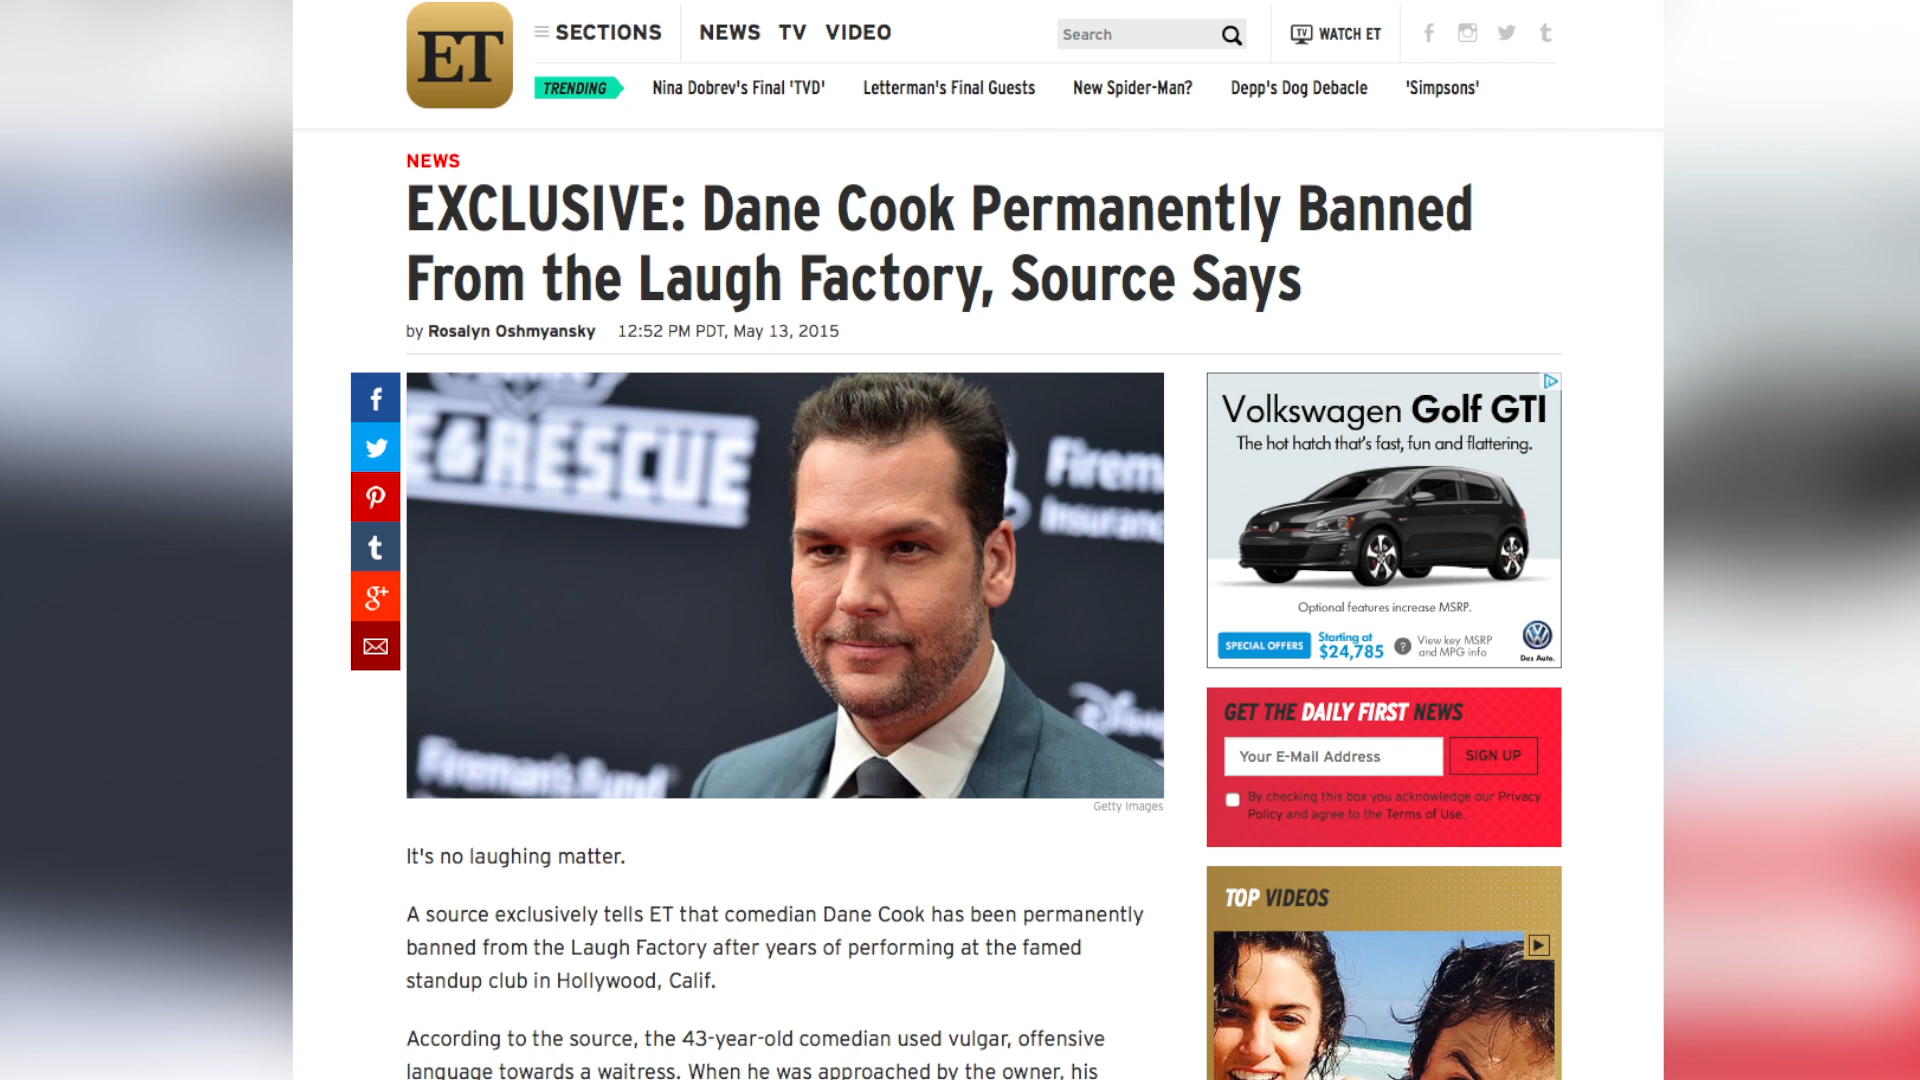 ET
SECTIONS
NEWS TV VIDEO
Search
TV
WATCH ET
TRENDING
Nina Dobrev's Final 'TVD' Letterman's Final Guests New Spider-Man? Depp's Dog Debacle 'Simpsons'
NEWS
EXCLUSIVE: Dane Cook Permanently Banned
From the Laugh Factory, Source Says
by Rosalyn Oshmyansky 12:52 PM PDT, May 13, 2015
E&RESCUE
Firem
Insuranc
Disney
Fireman's Fund
Getty Images
It's no laughing matter.
A source exclusively tells ET that comedian Dane Cook has been permanently
banned from the Laugh Factory after years of performing at the famed
standup club in Hollywood, Calif.
According to the source, the 43-year-old comedian used vulgar, offensive
language towards a waitress. When he was approached by the owner, his
Volkswagen Golf GTI
The hot hatch that's fast, fun and flattering.
Optional features increase MSRP.
SPECIAL OFFERS
Starting at
$24,785
?
View key MSRP
and MPG info
Das Auto.
GET THE DAILY FIRST NEWS
Your E-Mail Address
SIGN UP
By checking this box you acknowledge our Privacy
Policy and agree to the Terms of Use.
TOP VIDEOS